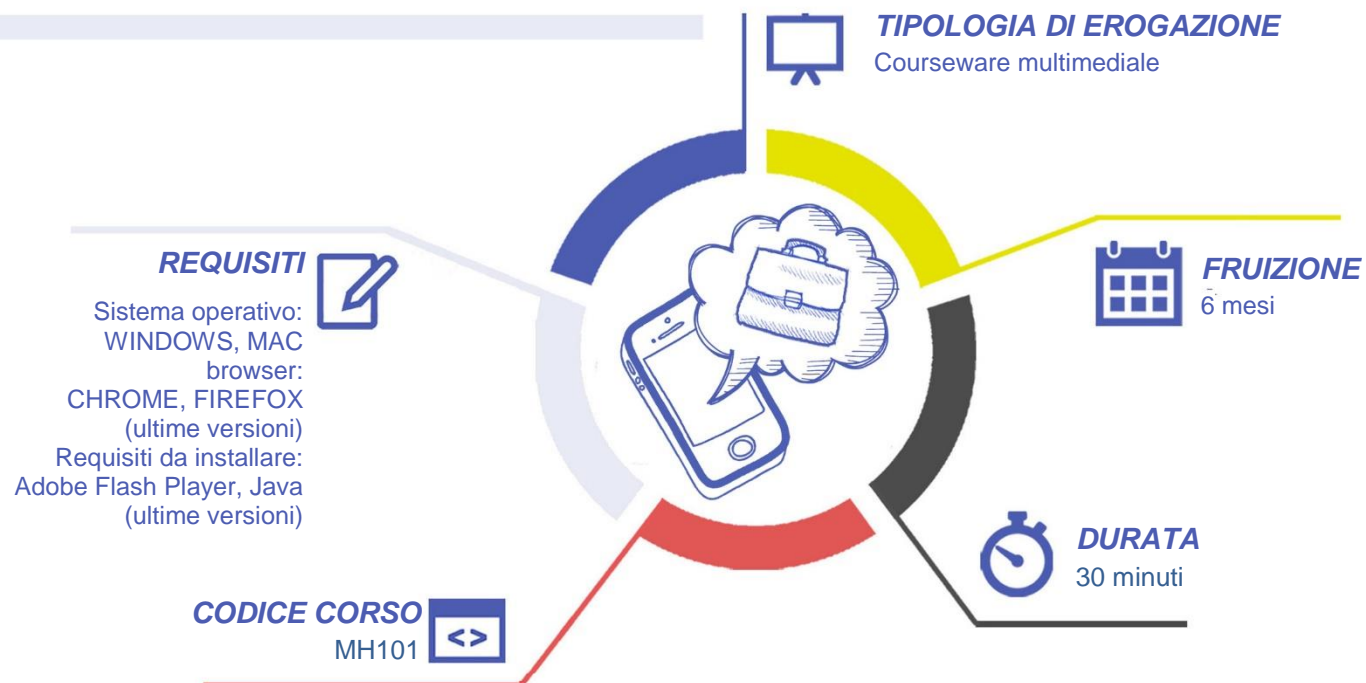 TIPOLOGIA DI EROGAZIONE
Courseware multimediale
REQUISITI
Sistema operativo:
WINDOWS, MAC
browser:
CHROME, FIREFOX
(ultime versioni)
Requisiti da installare:
Adobe Flash Player, Java
(ultime versioni)
FRUIZIONE
6 mesi
DURATA
30 minuti
CODICE CORSO
MH101
<>